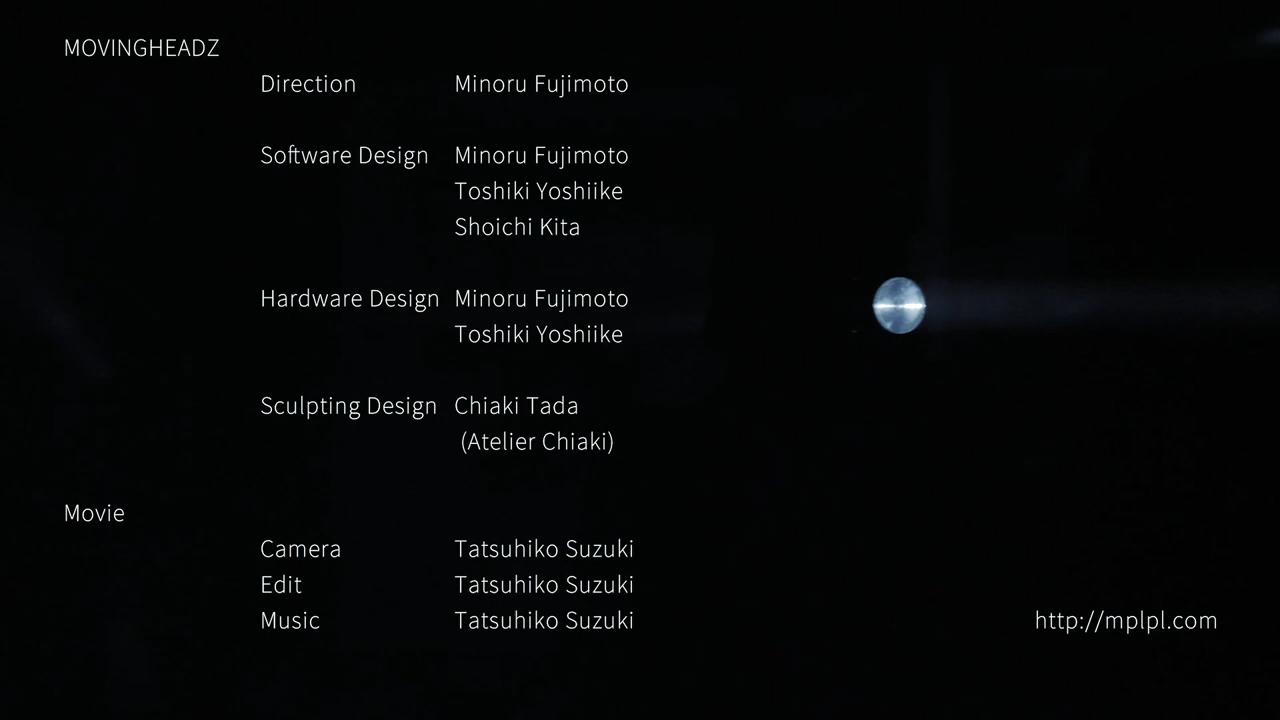 MOVINGHEADZ
Direction Minoru Fujimoto
Software Design Minoru Fujimoto
Toshiki Yoshiike
Shoichi Kita
Hardware Design Minoru Fujimoto
Toshiki Yoshiike
Sculpting Design Chiaki Tada
(Atelier Chiaki)
Movie
Camera Tatsuhiko Suzuki
Edit Tatsuhiko Suzuki
Music Tatsuhiko Suzuki
http://mplpl.com